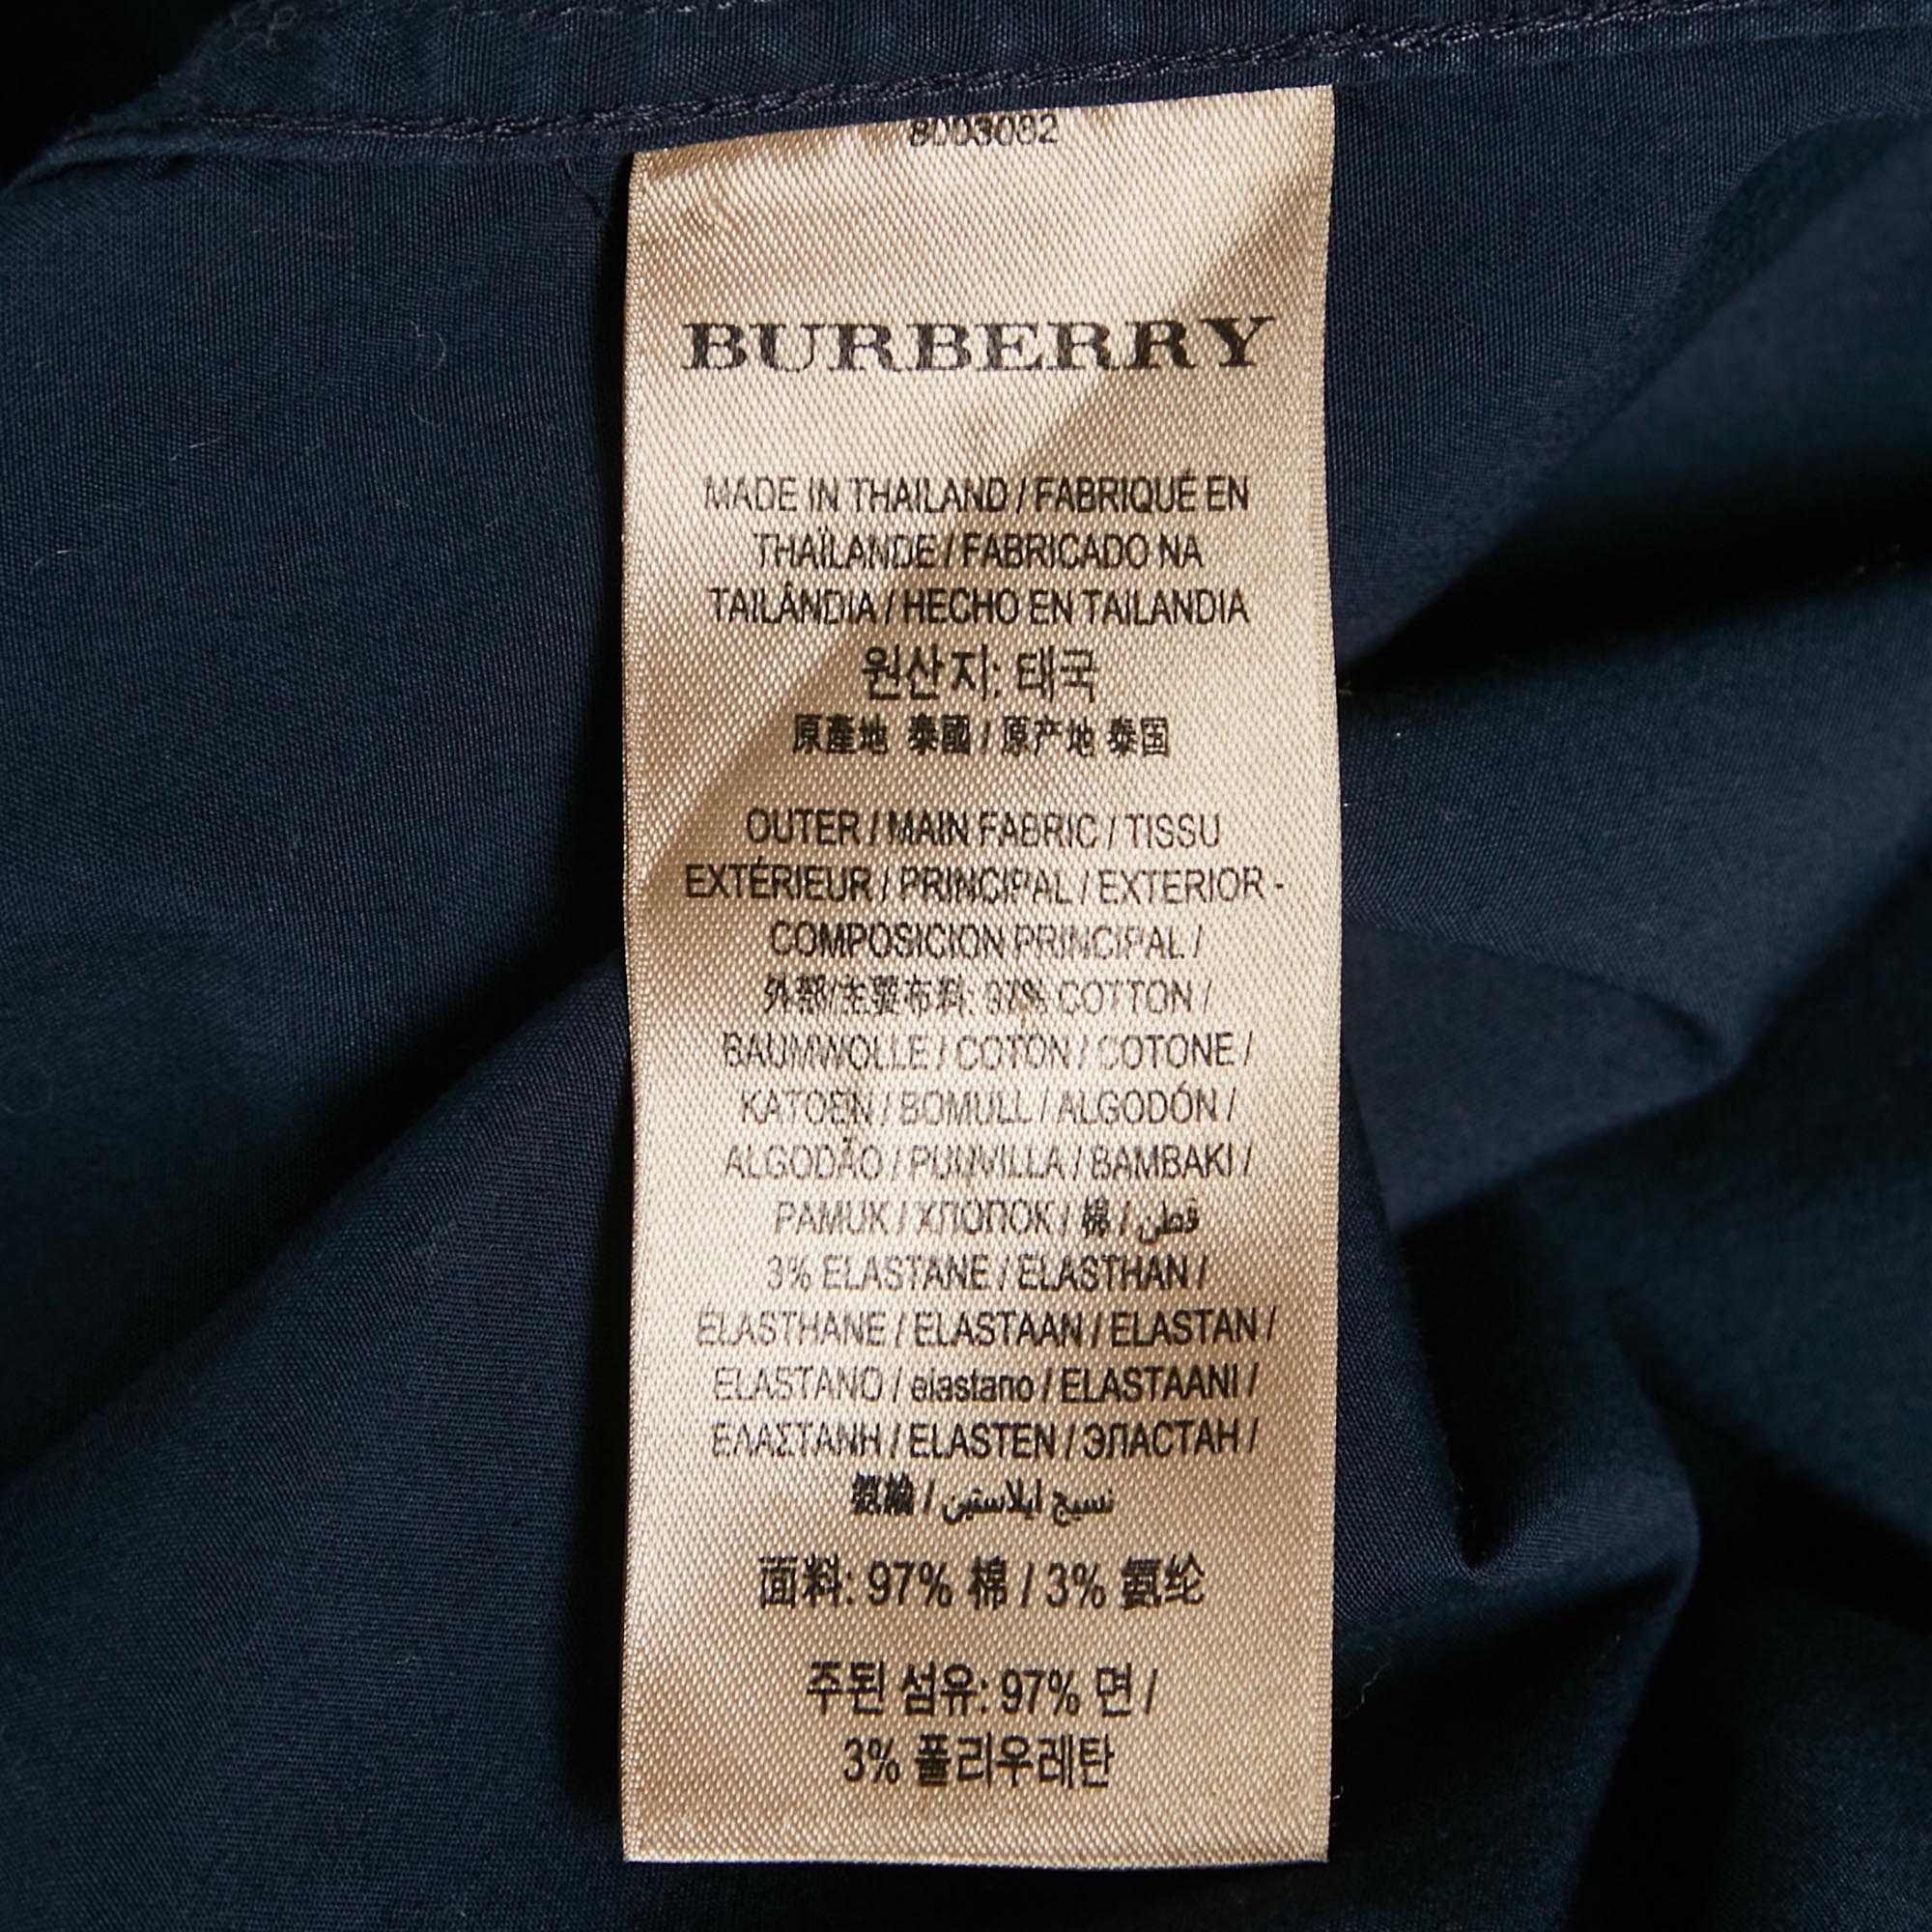 8003082
BURBERRY
MADE IN THAILAND / FABRIQUÉ EN
THAÏLANDE / FABRICADO NA
TAILÂNDIA / HECHO EN TAILANDIA
원산지: 태국
原產地 泰國 / 原产地 泰国
OUTER / MAIN FABRIC / TISSU
EXTÉRIEUR / PRINCIPAL / EXTERIOR -
COMPOSICION PRINCIPAL /
外部/主要布料: 97% COTTON /
BAUMWOLLE / COTON / COTONE /
KATOEN / BOMULL / ALGODÓN /
ALGODÃO / PUUVILLA / BAMBAKI /
PAMUK / ХЛОПОК / 棉 / قطن
3% ELASTANE / ELASTHAN /
ELASTHANE / ELASTAAN / ELASTAN /
ELASTANO / elastano / ELASTAANI /
ΕΛΑΣΤΑΝΗ / ELASTEN / ЭЛАСТАН /
氨綸 / نسيج ايلاستين
面料: 97% 棉 / 3% 氨纶
주된 섬유: 97% 면 /
3% 폴리우레탄